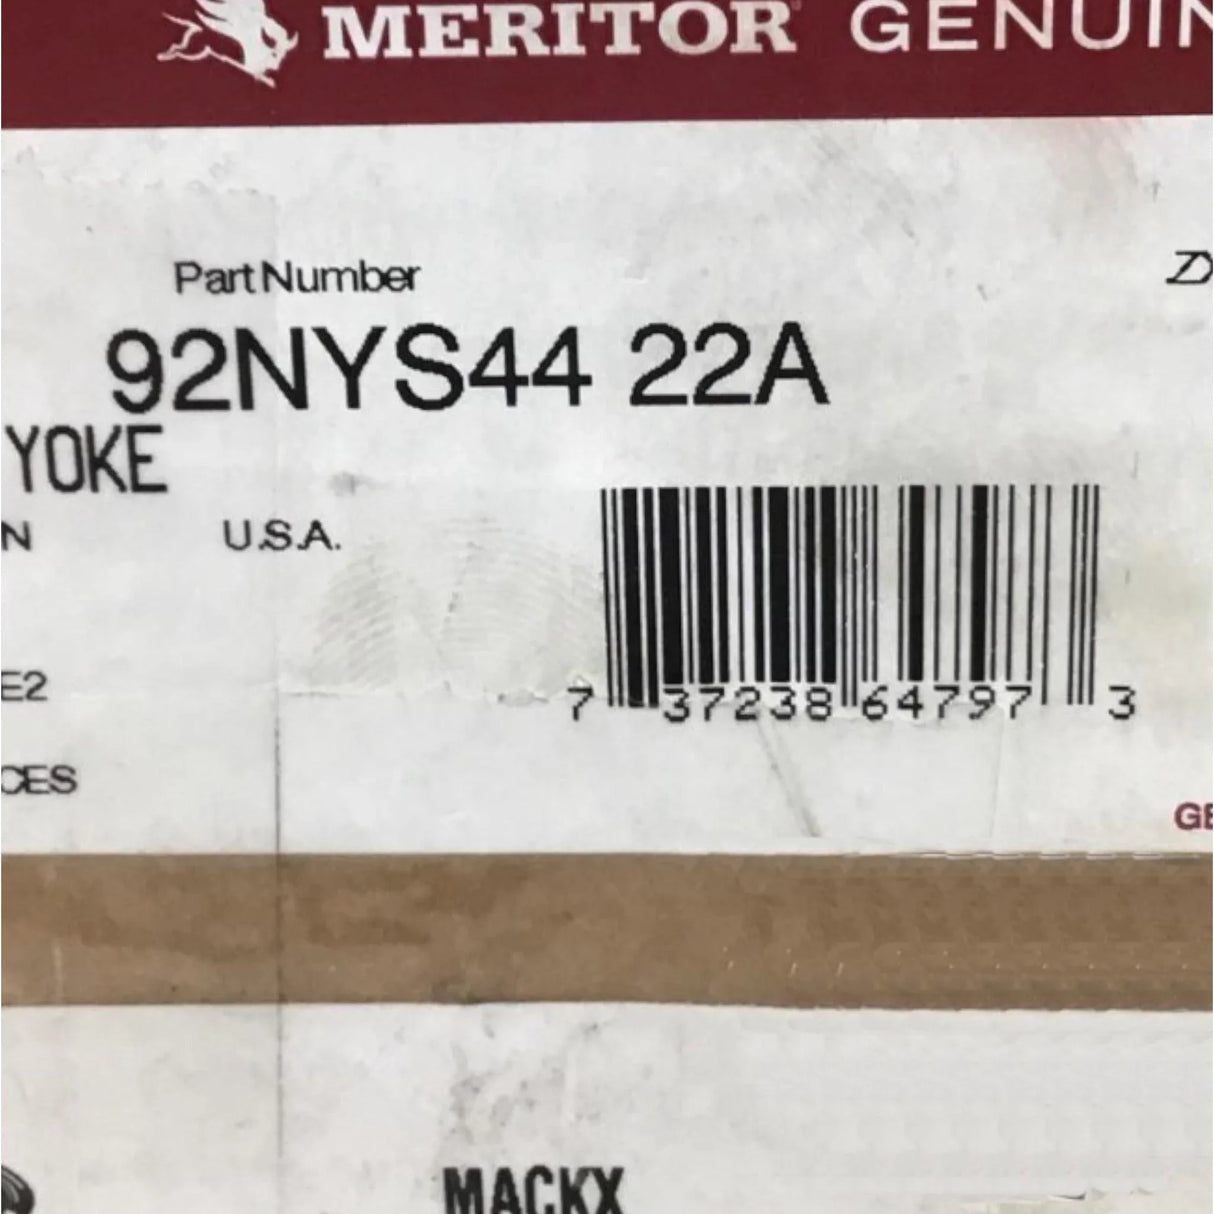 MERITOR GENUIN
Part Number
92NYS44 22A
YOKE
N U.S.A.
E2
7 37238 64797 3
CES
GE
MACKX